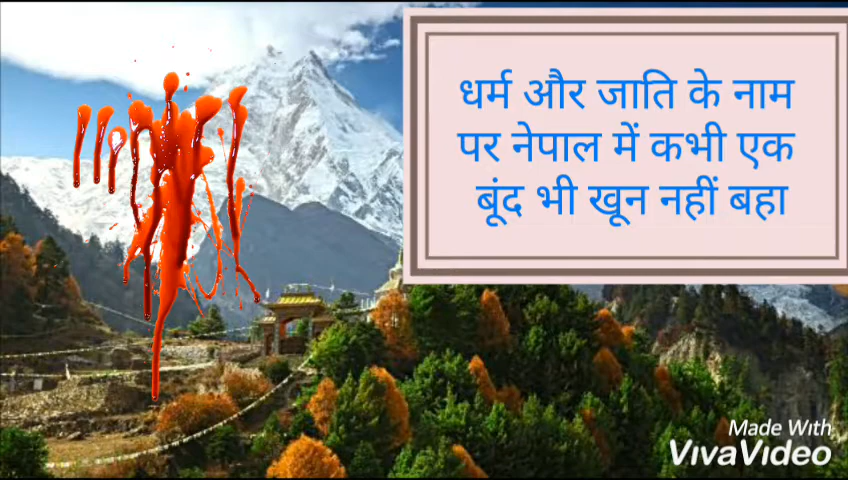 धर्म और जाति के नाम
पर नेपाल में कभी एक
बूंद भी खून नहीं बहा
Made With
VivaVideo